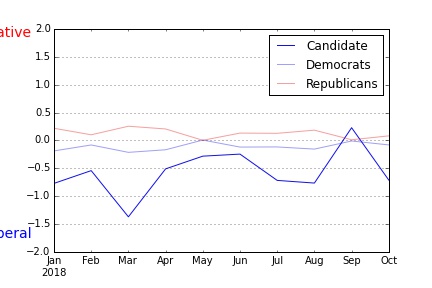 ative
2.0
1.5
1.0
0.5
0.0
−0.5
−1.0
−1.5
−2.0
beral
Candidate
Democrats
Republicans
Jan Feb Mar Apr May Jun Jul Aug Sep Oct
2018